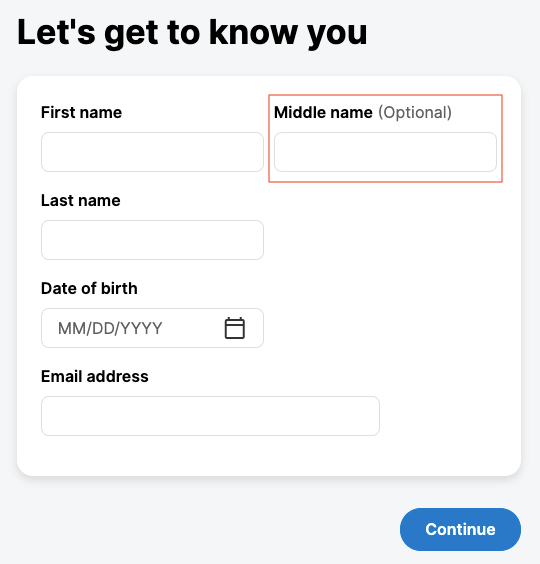 Let's get to know you
First name
Middle name (Optional)
Last name
Date of birth
MM/DD/YYYY
Email address
Continue